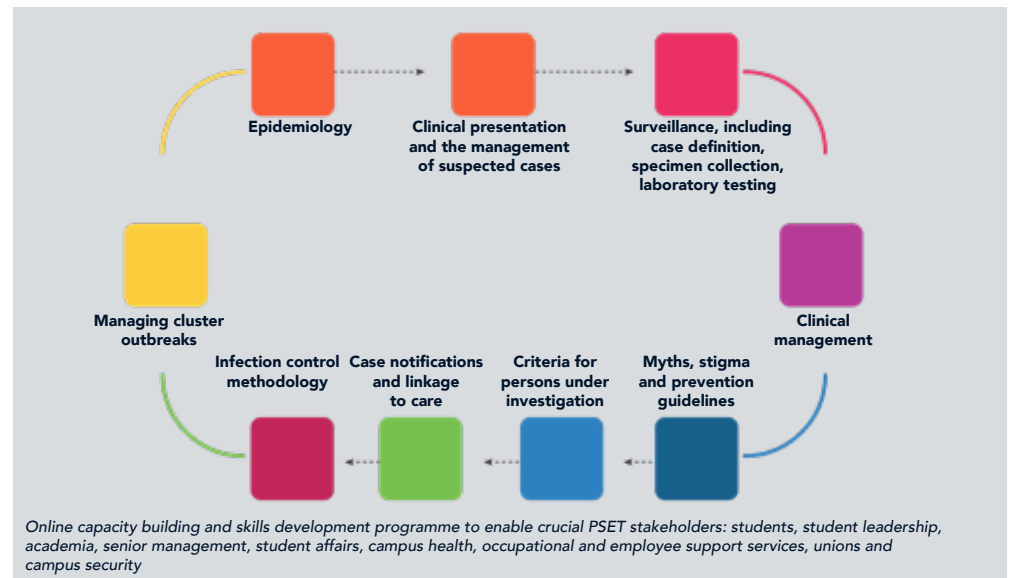 Epidemiology
Clinical presentation
and the management
of suspected cases
Surveillance, including
case definition,
specimen collection,
laboratory testing
Clinical
management
Managing cluster
outbreaks
Infection control
methodology
Case notifications
and linkage
to care
Criteria for
persons under
investigation
Myths, stigma
and prevention
guidelines
Online capacity building and skills development programme to enable crucial PSET stakeholders: students, student leadership,
academia, senior management, student affairs, campus health, occupational and employee support services, unions and
campus security